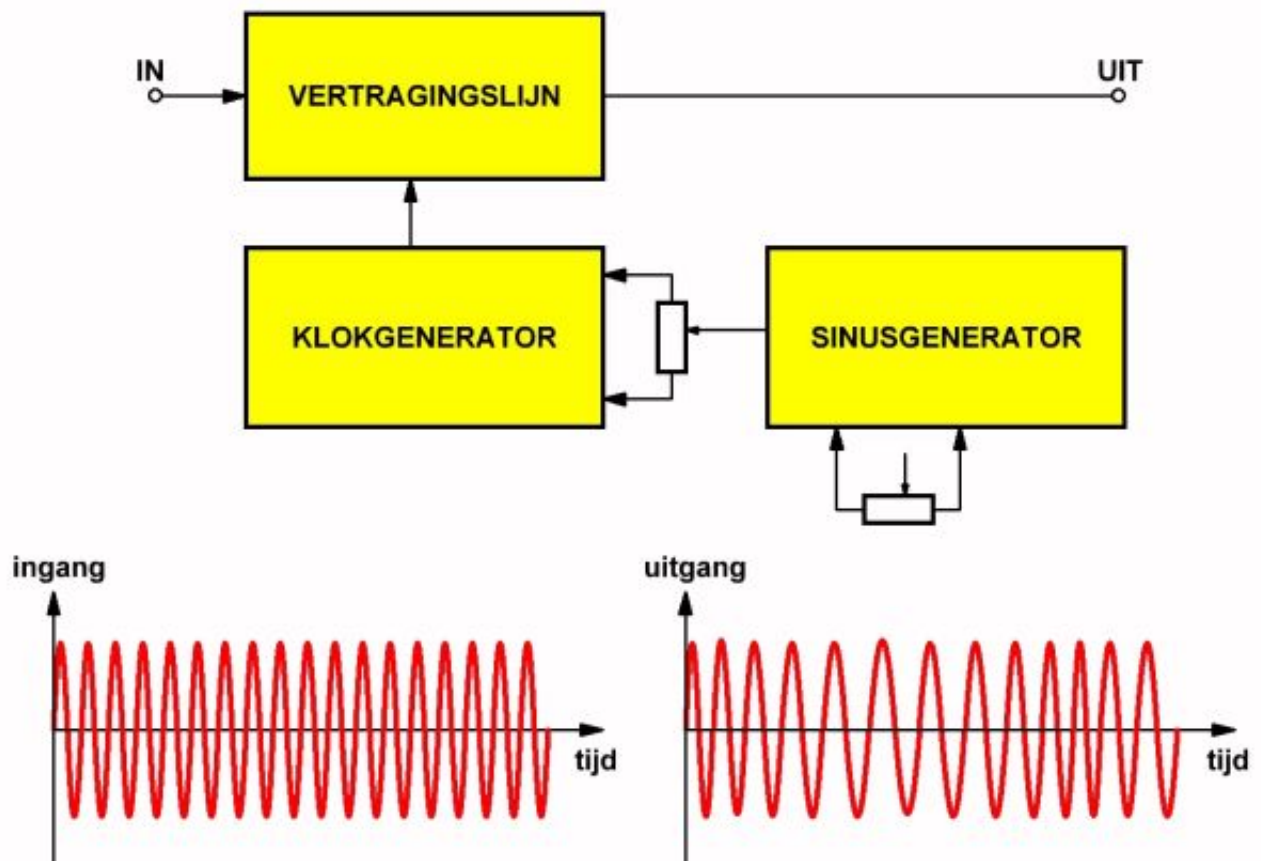 IN
VERTRAGINGSLIJN
UIT
KLOKGENERATOR
SINUSGENERATOR
ingang
tijd
uitgang
tijd